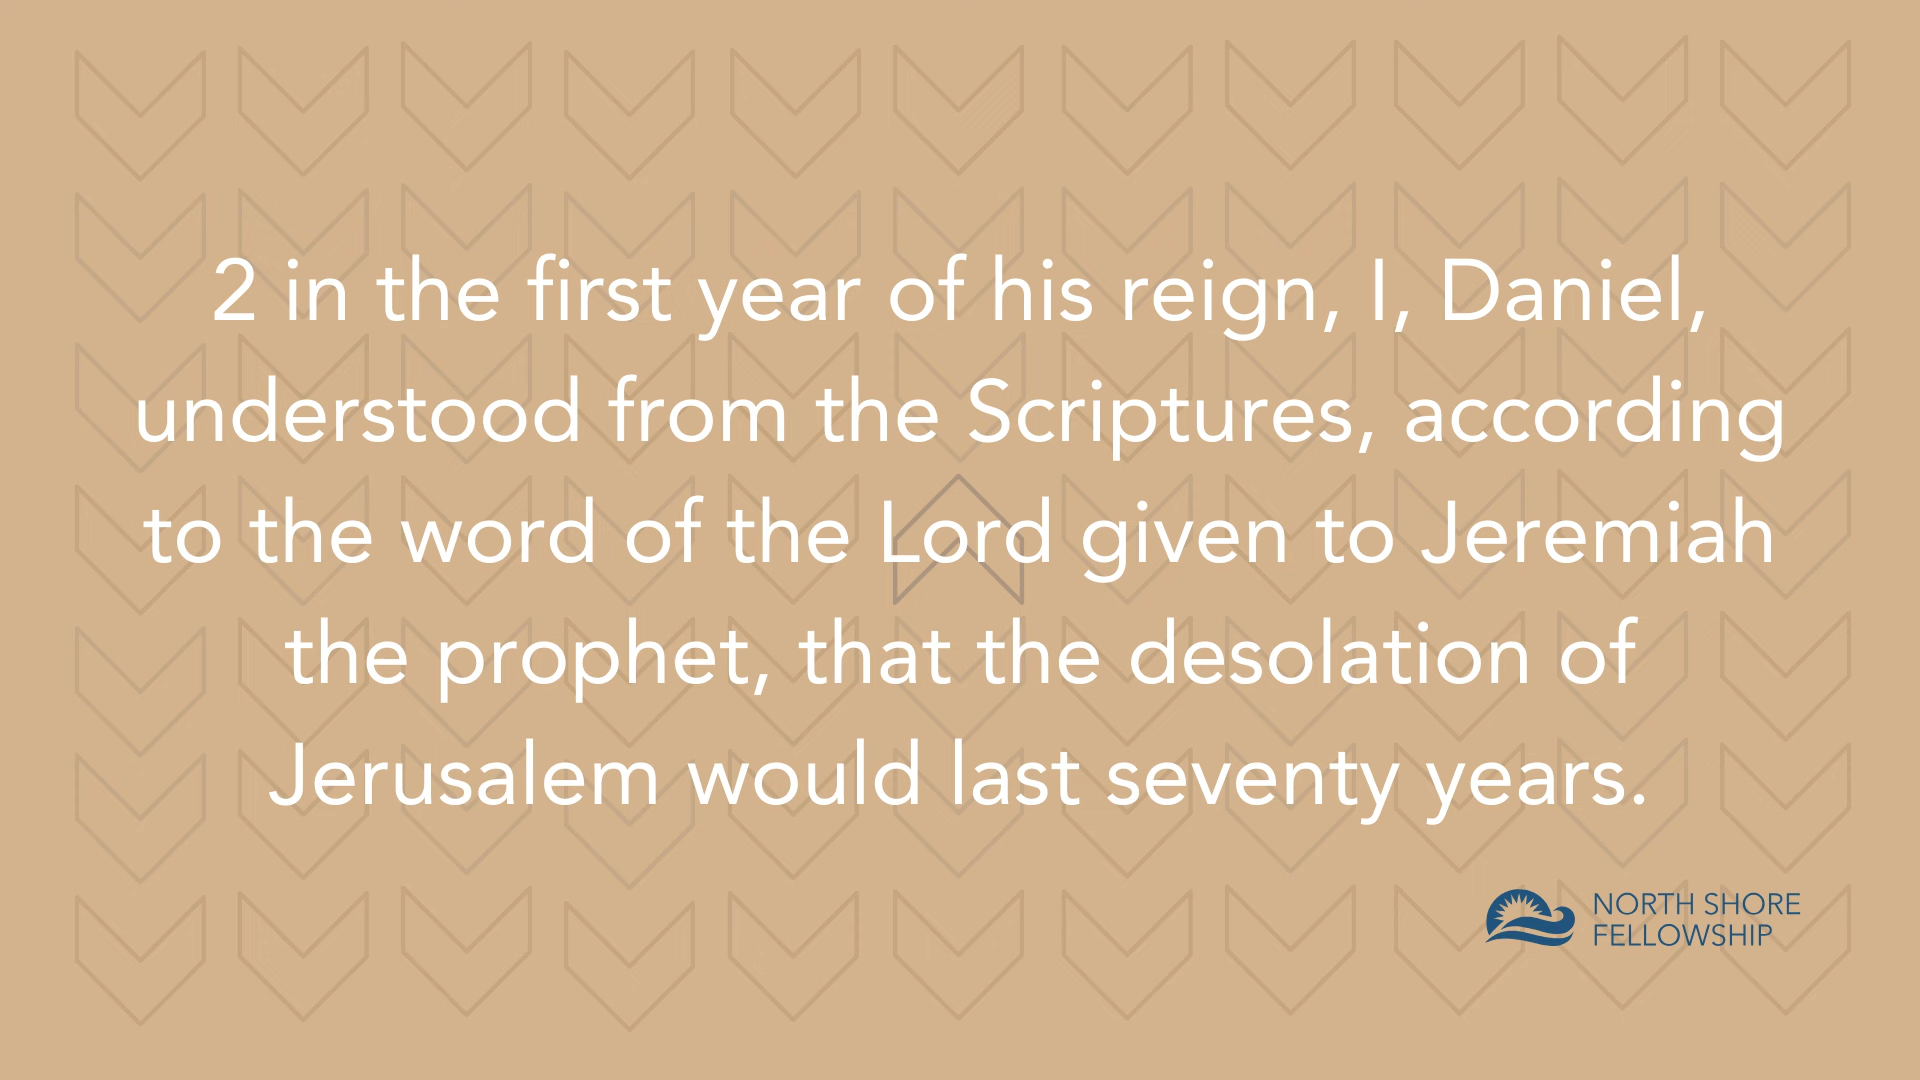 2 in the first year of his reign, I, Daniel,
understood from the Scriptures, according
to the word of the Lord given to Jeremiah
the prophet, that the desolation of
Jerusalem would last seventy years.
NORTH SHORE
FELLOWSHIP